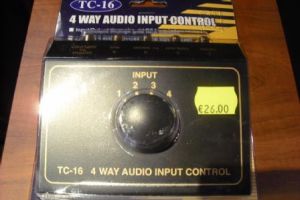 TC-16
4 WAY AUDIO INPUT CONTROL
INPUT
2 3
1 4
€26.00
TC-16 4 WAY AUDIO INPUT CONTROL